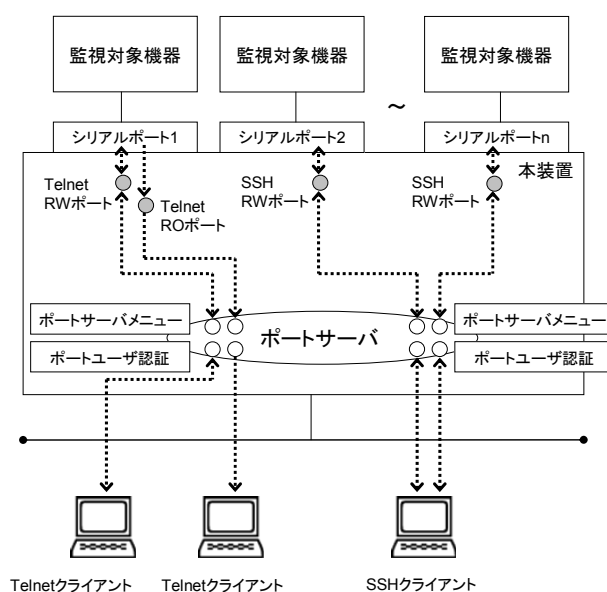 監視対象機器
監視対象機器
監視対象機器
~
シリアルポート1
シリアルポート2
シリアルポートn
本装置
Telnet
RWポート
Telnet
ROポート
SSH
RWポート
SSH
RWポート
ポートサーバメニュー
ポートサーバ
ポートサーバメニュー
ポートユーザ認証
ポートユーザ認証
Telnetクライアント
Telnetクライアント
SSHクライアント